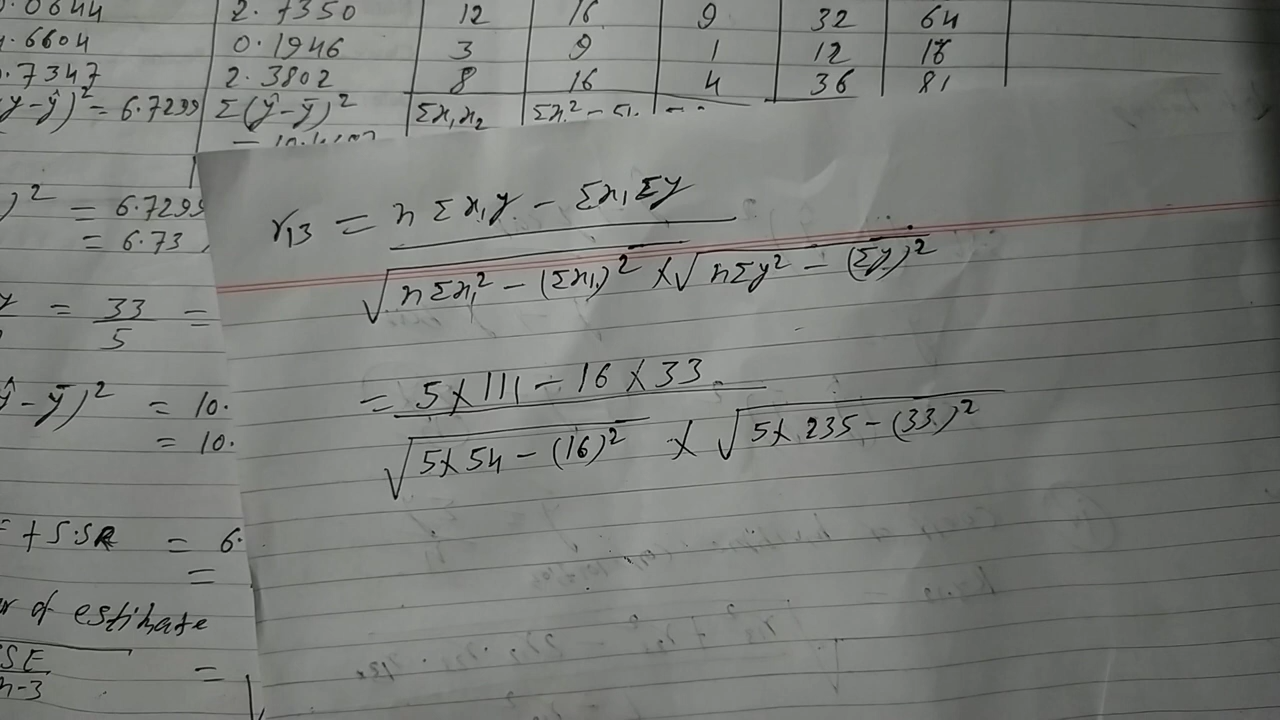 2.7350 12 16 9 32 64
.6604 0.1946 3 9 1 12 16
.7347 2.3802 8 16 4 36 81
(y-ŷ)² = 6.7299 Σ(ŷ-ȳ)² Σx₁x₂
)² = 6.7299
= 6.73
r₁₃ = n Σx₁y - Σx₁Σy
√nΣx₁² - (Σx₁)² × √nΣy² - (Σy)²
= 33/5 =
= 5×111 - 16×33
√5×54 - (16)² × √5×235 - (33)²
ŷ-ȳ)² = 10.
= 10.
+ S.SR = 6.
=
of estimate
SSE/n-3 =